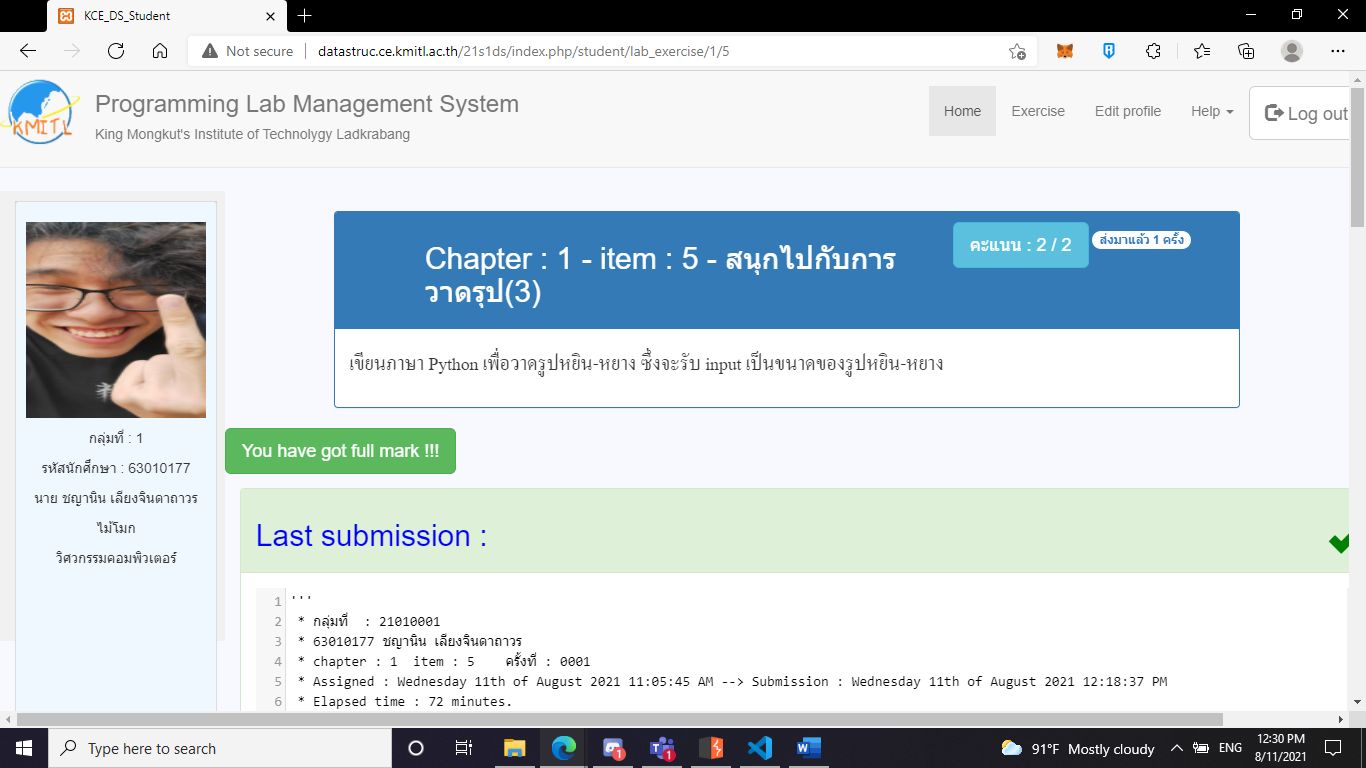 KCE_DS_Student
Not secure
datastruc.ce.kmitl.ac.th/21s1ds/index.php/student/lab_exercise/1/5
KMITL
Programming Lab Management System
King Mongkut's Institute of Technolygy Ladkrabang
Home
Exercise
Edit profile
Help
Log out
Chapter : 1 - item : 5 - สนุกไปกับการ
วาดรุป(3)
คะแนน : 2 / 2
ส่งมาแล้ว 1 ครั้ง
เขียนภาษา Python เพื่อวาดรูปหยิน-หยาง ซึ้งจะรับ input เป็นขนาดของรูปหยิน-หยาง
กลุ่มที่ : 1
รหัสนักศึกษา : 63010177
นาย ชญานิน เลียงจินดาถาวร
ไม้โมก
วิศวกรรมคอมพิวเตอร์
You have got full mark !!!
Last submission :
1 '''
2 * กลุ่มที่  : 21010001
3 * 63010177 ชญานิน เลียงจินดาถาวร
4 * chapter : 1  item : 5    ครั้งที่ : 0001
5 * Assigned : Wednesday 11th of August 2021 11:05:45 AM --> Submission : Wednesday 11th of August 2021 12:18:37 PM
6 * Elapsed time : 72 minutes.
Type here to search
1
1
W
91°F Mostly cloudy
ENG
12:30 PM
8/11/2021